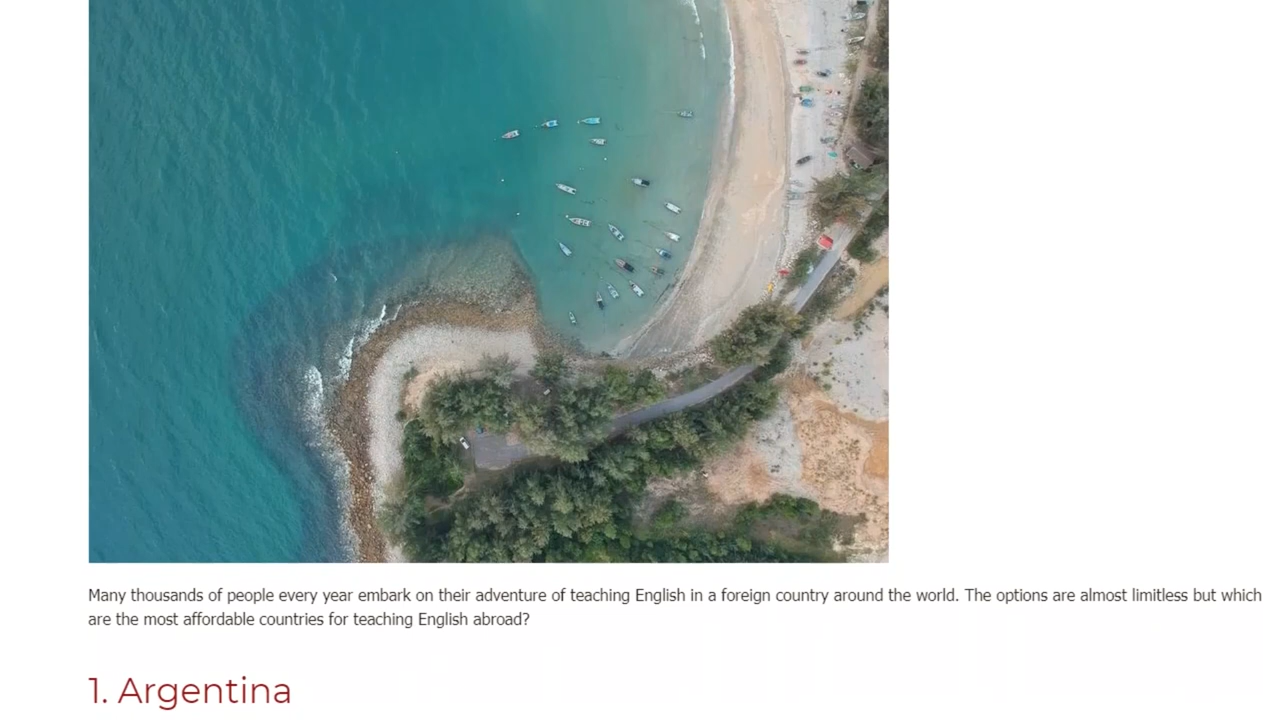 Many thousands of people every year embark on their adventure of teaching English in a foreign country around the world. The options are almost limitless but which
are the most affordable countries for teaching English abroad?
1. Argentina